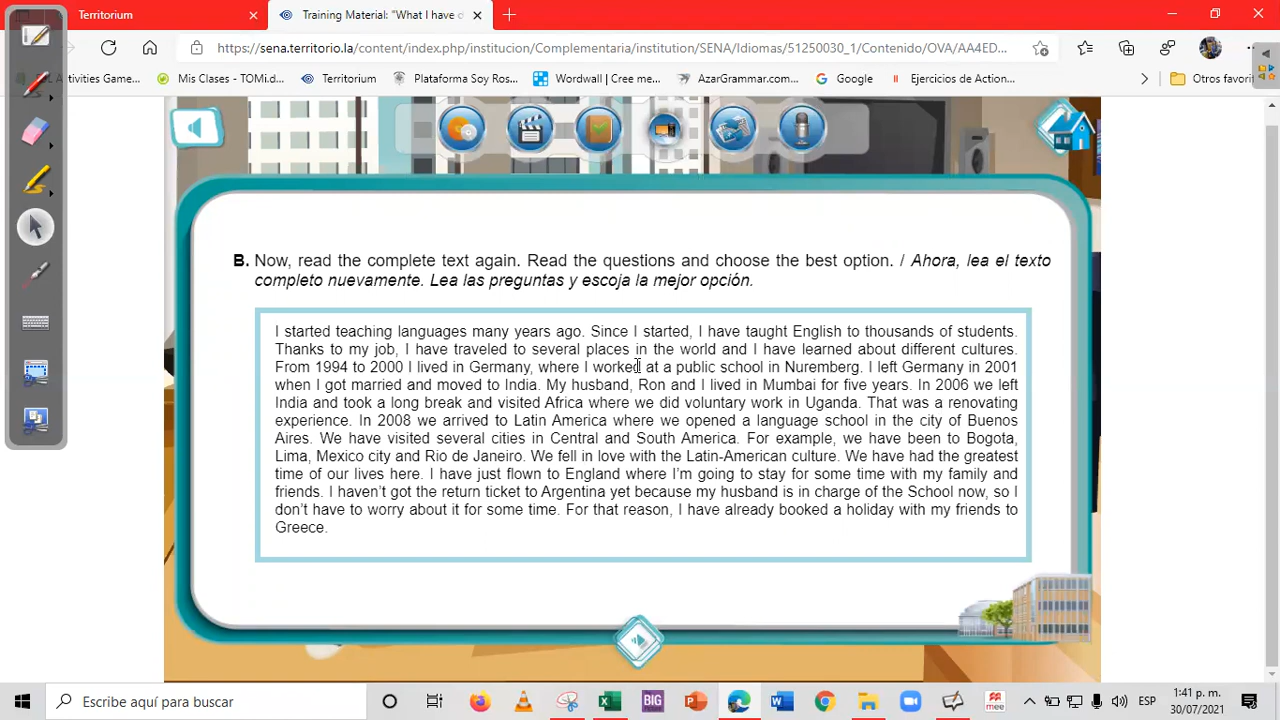 Territorium
Training Material: "What I have c
https://sena.territorio.la/content/index.php/institucion/Complementaria/institution/SENA/Idiomas/51250030_1/Contenido/OVA/AA4ED...
Activities Game...
Mis Clases - TOMi.d...
Territorium
Plataforma Soy Ros...
Wordwall | Cree me...
AzarGrammar.com...
Google
Ejercicios de Action...
Otros favori
B. Now, read the complete text again. Read the questions and choose the best option. / Ahora, lea el texto
completo nuevamente. Lea las preguntas y escoja la mejor opción.
I started teaching languages many years ago. Since I started, I have taught English to thousands of students.
Thanks to my job, I have traveled to several places in the world and I have learned about different cultures.
From 1994 to 2000 I lived in Germany, where I worked at a public school in Nuremberg. I left Germany in 2001
when I got married and moved to India. My husband, Ron and I lived in Mumbai for five years. In 2006 we left
India and took a long break and visited Africa where we did voluntary work in Uganda. That was a renovating
experience. In 2008 we arrived to Latin America where we opened a language school in the city of Buenos
Aires. We have visited several cities in Central and South America. For example, we have been to Bogota,
Lima, Mexico city and Rio de Janeiro. We fell in love with the Latin-American culture. We have had the greatest
time of our lives here. I have just flown to England where I'm going to stay for some time with my family and
friends. I haven't got the return ticket to Argentina yet because my husband is in charge of the School now, so I
don't have to worry about it for some time. For that reason, I have already booked a holiday with my friends to
Greece.
Escribe aquí para buscar
BIG
mee
ESP
1:41 p. m.
30/07/2021